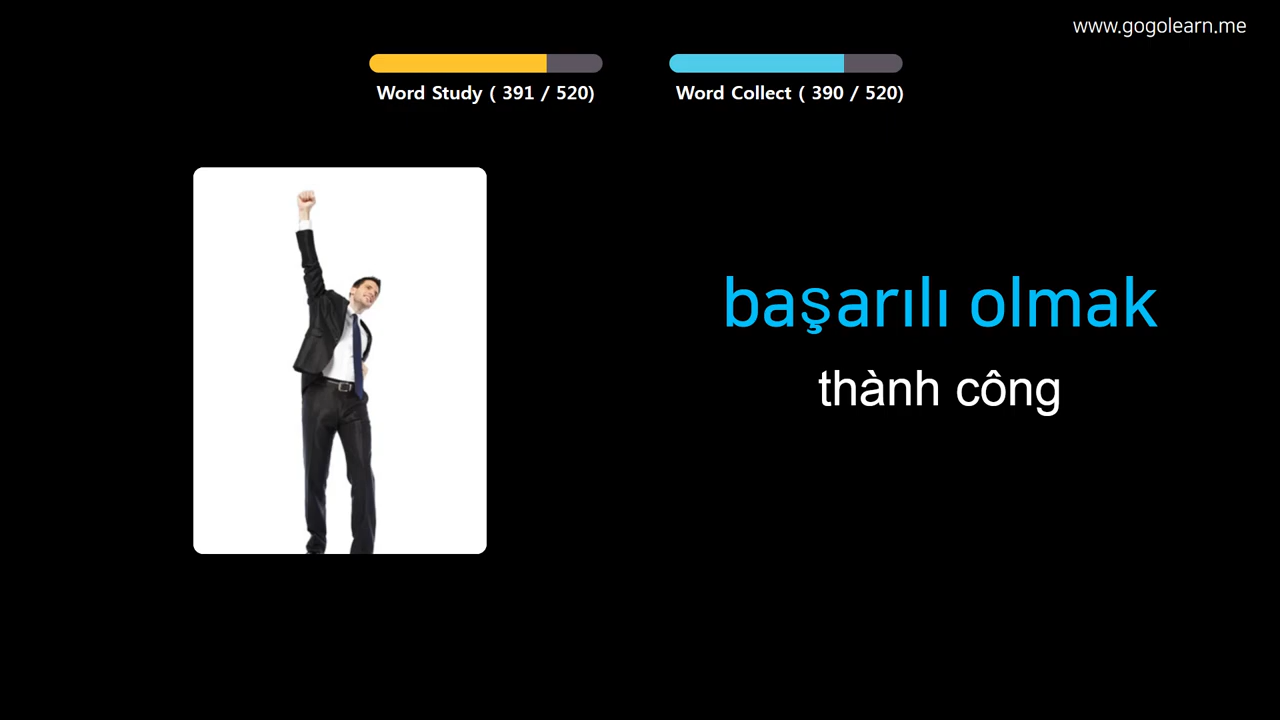 www.gogolearn.me
Word Study ( 391 / 520)
Word Collect ( 390 / 520)
başarılı olmak
thành công